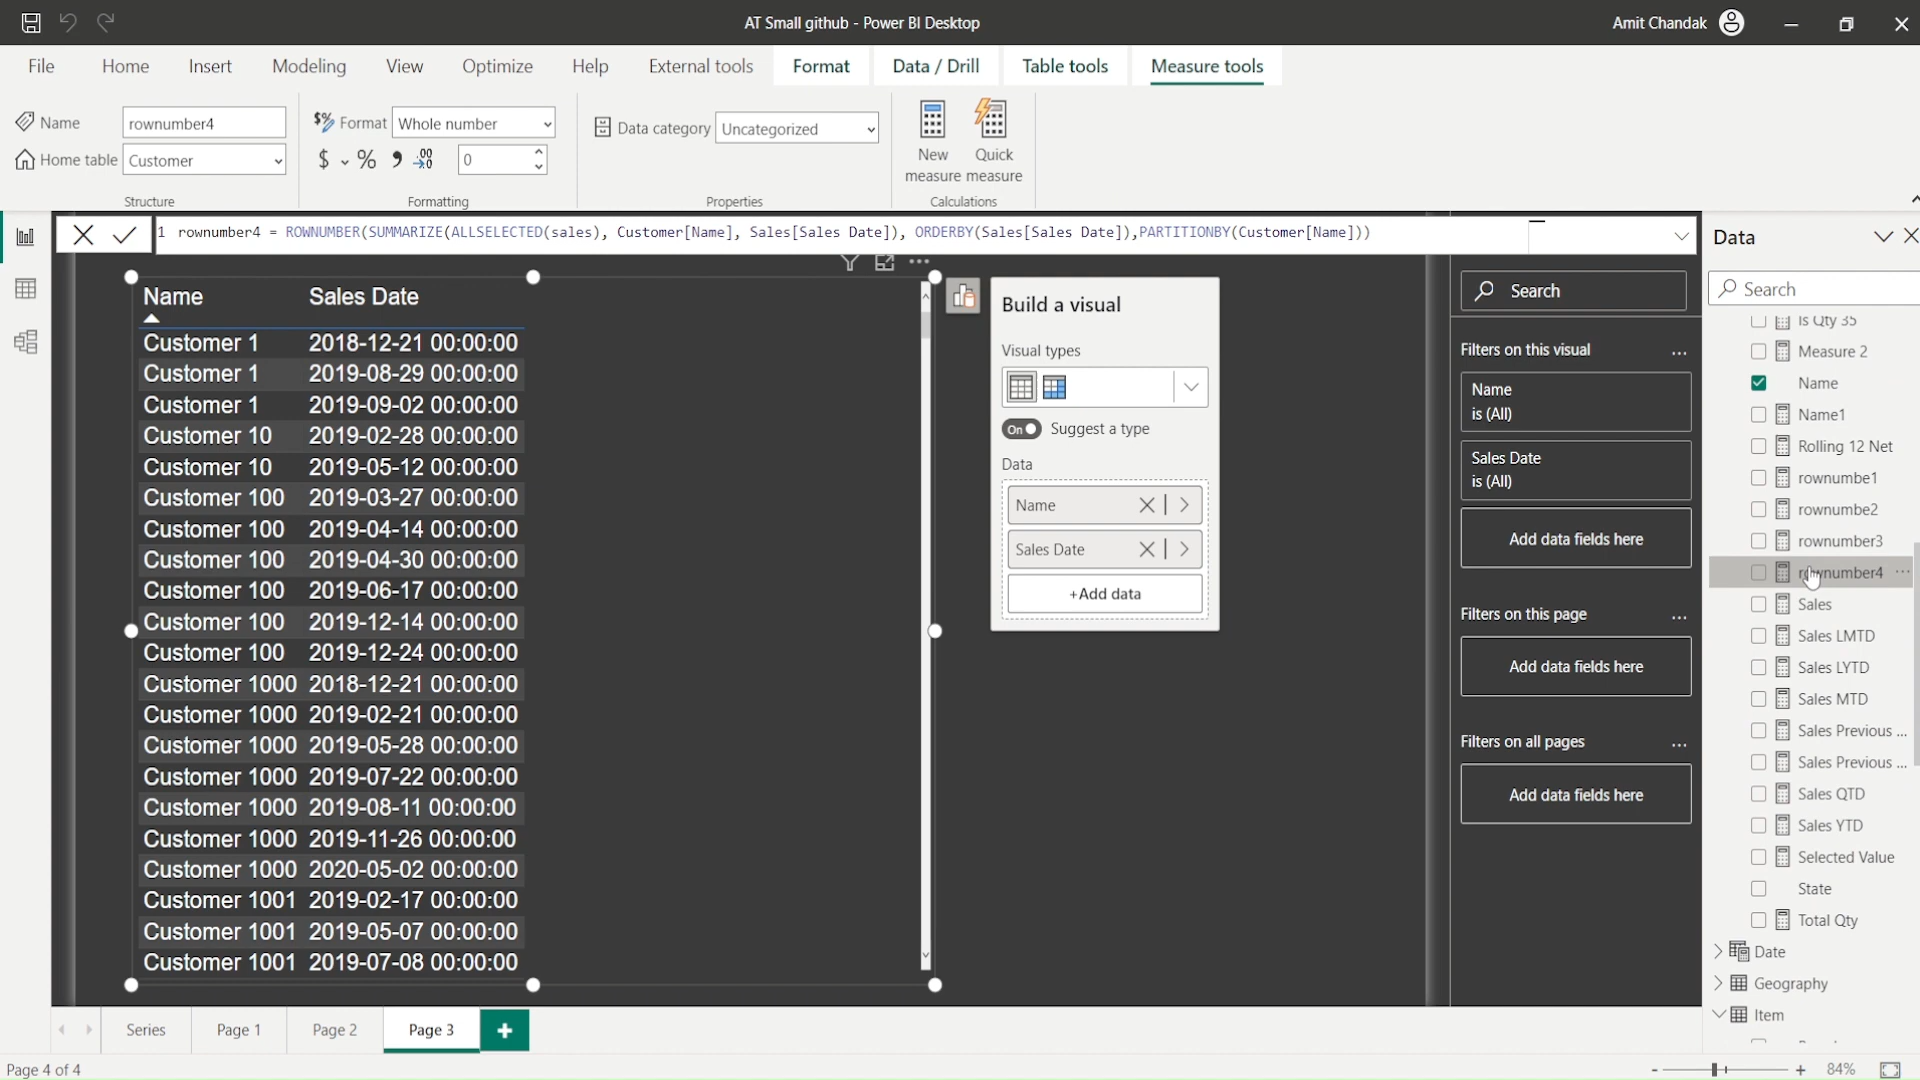 AT Small github - Power BI Desktop
Amit Chandak
File Home Insert Modeling View Optimize Help External tools Format Data / Drill Table tools Measure tools
Name rownumber4
Home table Customer
Structure
Format Whole number
$ % 0
Formatting
Data category Uncategorized
Properties
New measure
Quick measure
Calculations
1 rownumber4 = ROWNUMBER(SUMMARIZE(ALLSELECTED(sales), Customer[Name], Sales[Sales Date]), ORDERBY(Sales[Sales Date]),PARTITIONBY(Customer[Name]))
Name Sales Date
Customer 1 2018-12-21 00:00:00
Customer 1 2019-08-29 00:00:00
Customer 1 2019-09-02 00:00:00
Customer 10 2019-02-28 00:00:00
Customer 10 2019-05-12 00:00:00
Customer 100 2019-03-27 00:00:00
Customer 100 2019-04-14 00:00:00
Customer 100 2019-04-30 00:00:00
Customer 100 2019-06-17 00:00:00
Customer 100 2019-12-14 00:00:00
Customer 100 2019-12-24 00:00:00
Customer 1000 2018-12-21 00:00:00
Customer 1000 2019-02-21 00:00:00
Customer 1000 2019-05-28 00:00:00
Customer 1000 2019-07-22 00:00:00
Customer 1000 2019-08-11 00:00:00
Customer 1000 2019-11-26 00:00:00
Customer 1000 2020-05-02 00:00:00
Customer 1001 2019-02-17 00:00:00
Customer 1001 2019-05-07 00:00:00
Customer 1001 2019-07-08 00:00:00
Build a visual
Visual types
On Suggest a type
Data
Name
Sales Date
+Add data
Search
Filters on this visual ...
Name
is (All)
Sales Date
is (All)
Add data fields here
Filters on this page ...
Add data fields here
Filters on all pages ...
Add data fields here
Data
Search
Is Qty 35
Measure 2
Name
Name1
Rolling 12 Net
rownumbe1
rownumbe2
rownumber3
rownumber4 ...
Sales
Sales LMTD
Sales LYTD
Sales MTD
Sales Previous ...
Sales Previous ...
Sales QTD
Sales YTD
Selected Value
State
Total Qty
Date
Geography
Item
Series Page 1 Page 2 Page 3 +
Page 4 of 4
- + 84%